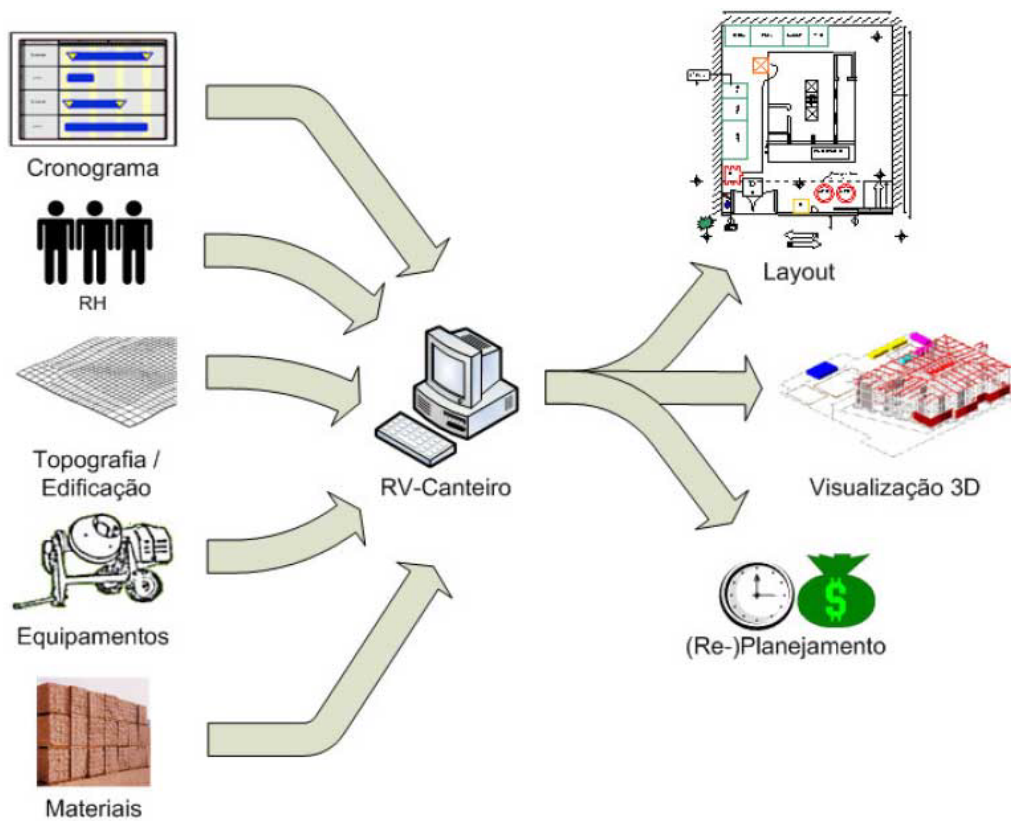 Cronograma
RH
Topografia /
Edificação
Equipamentos
Materiais
RV-Canteiro
Layout
Visualização 3D
(Re-)Planejamento
$